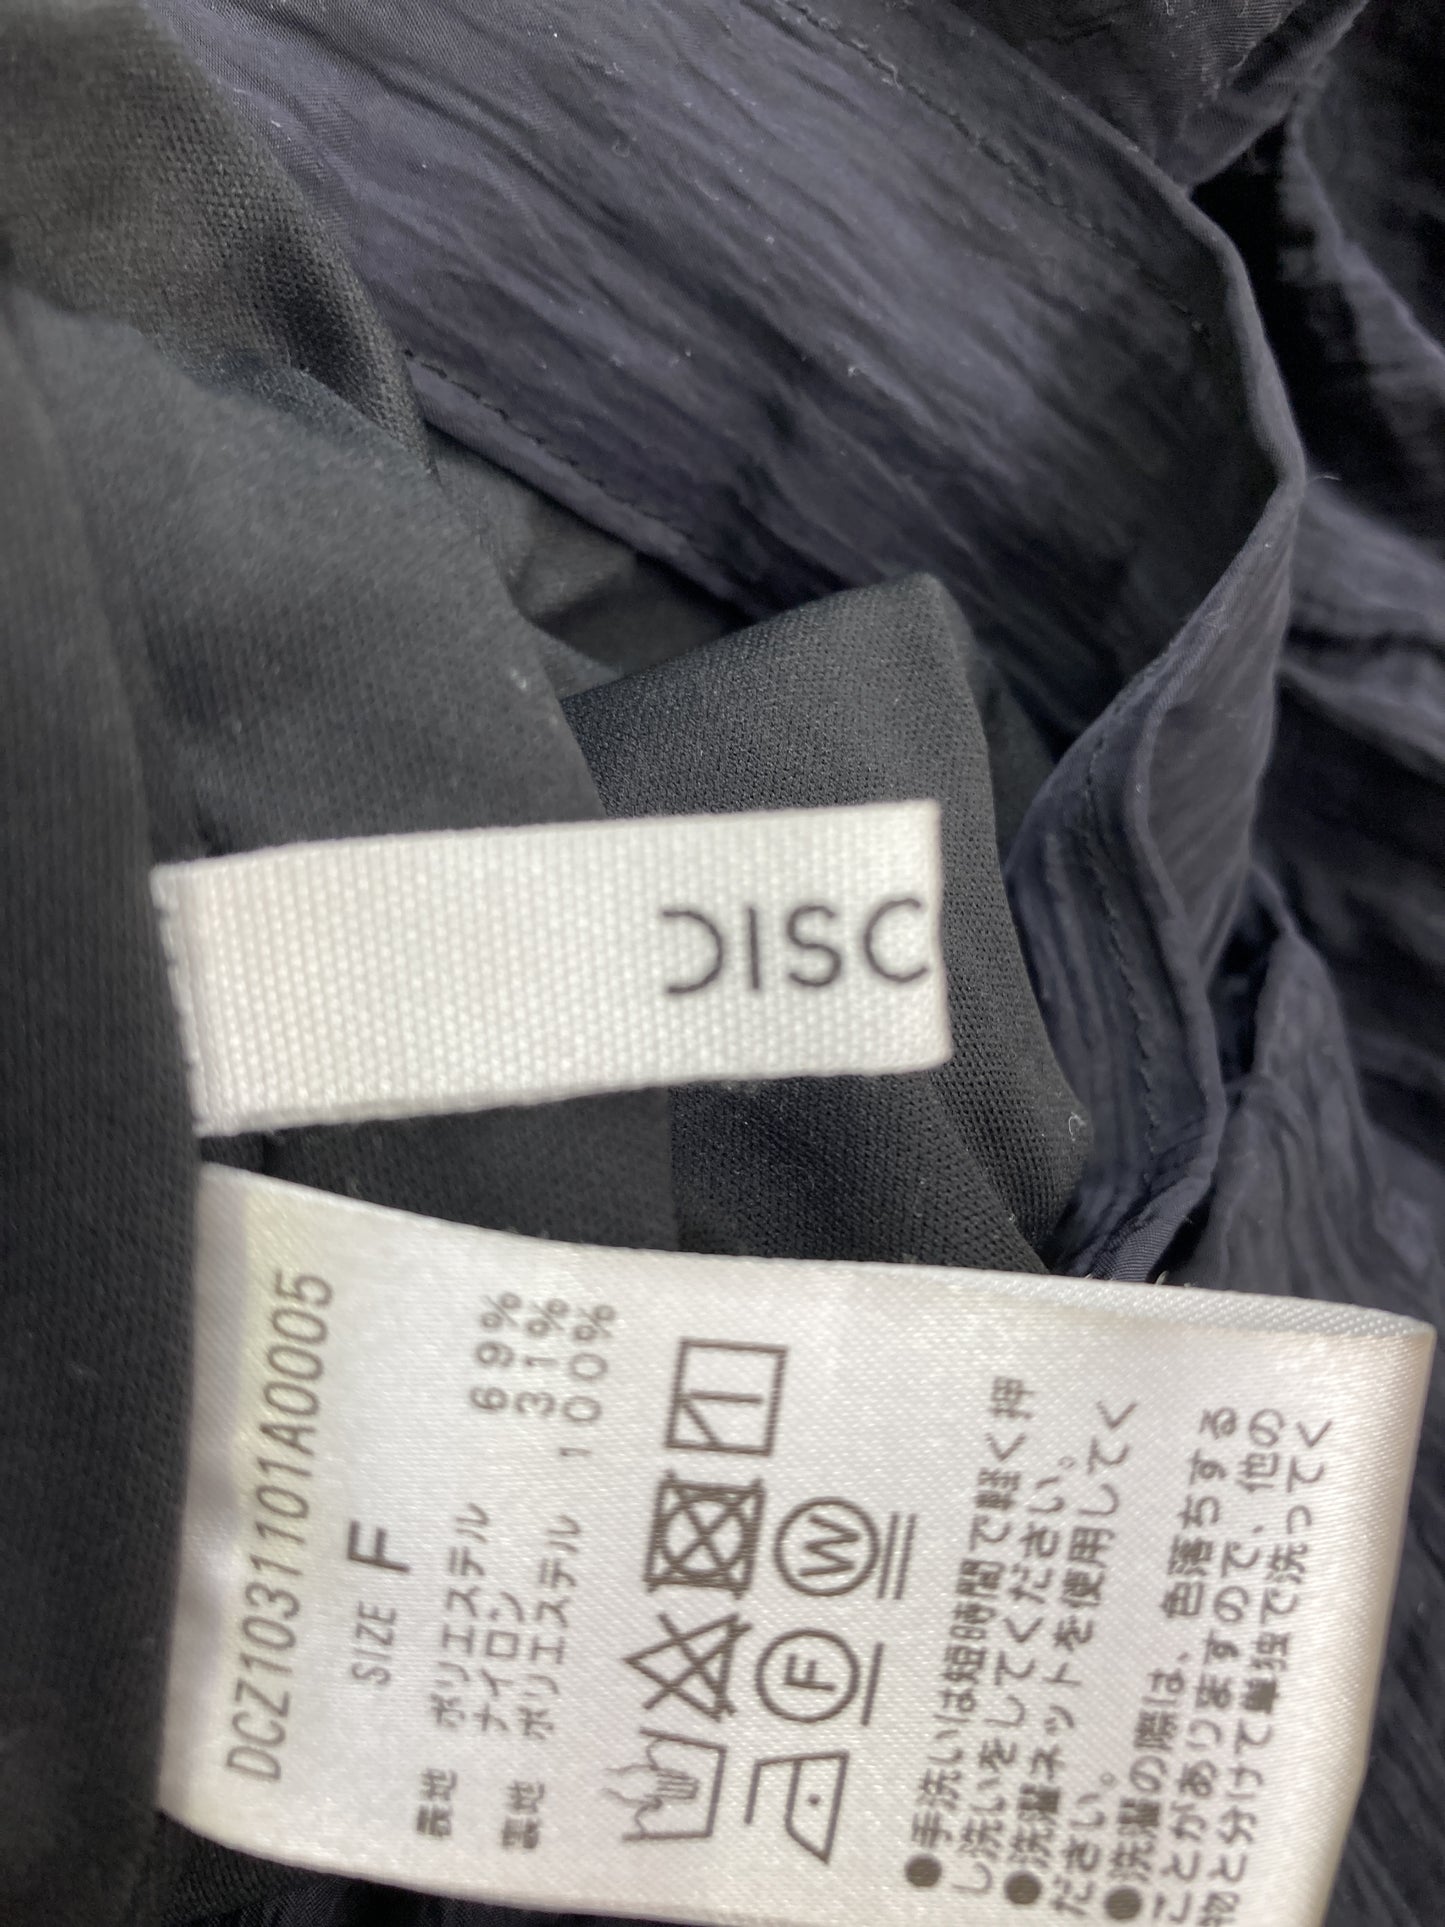 DISC
DCZ1031101A0005
SIZE F
表地 ポリエステル 69%
ナイロン 31%
裏地 ポリエステル 100%
W
F
●手洗いは短時間で軽く押
し洗いをしてください。
●洗濯ネットを使用してく
ださい。
●洗濯の際は、色落ちする
ことがありますので、他の
物と分けて単独で洗ってく